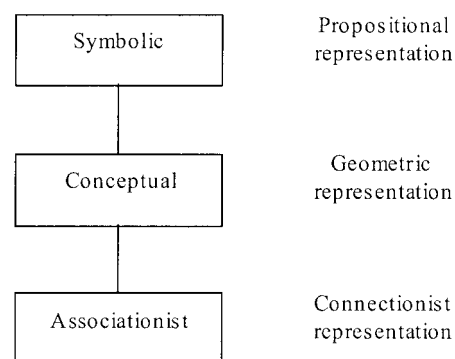 Symbolic
Propositional
representation
Conceptual
Geometric
representation
Associationist
Connectionist
representation